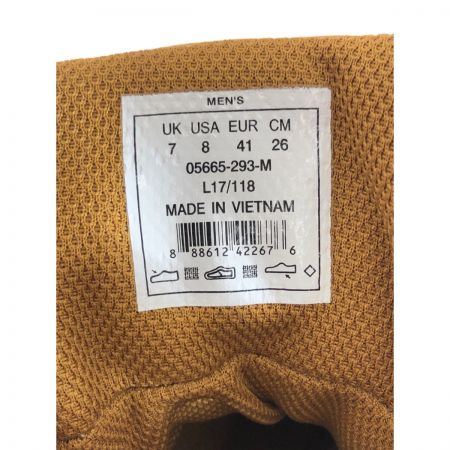 MEN'S
UK USA EUR CM
7 8 41 26
05665-293-M
L17/118
MADE IN VIETNAM
8 88612 42267 6